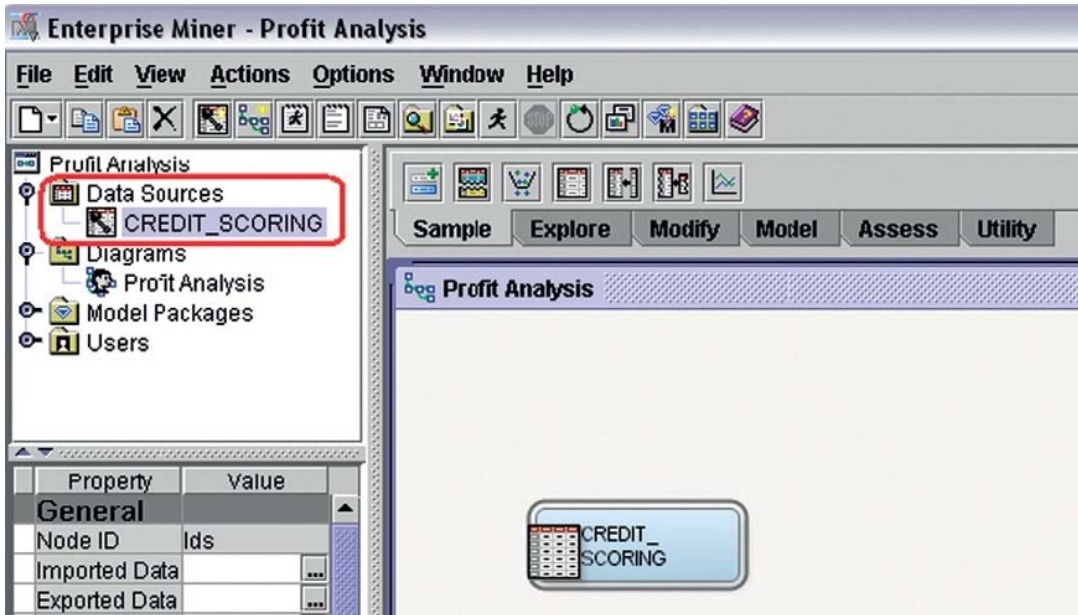 Enterprise Miner - Profit Analysis
File Edit View Actions Options Window Help
Profit Analysis
Data Sources
CREDIT_SCORING
Diagrams
Profit Analysis
Model Packages
Users
Sample Explore Modify Model Assess Utility
Profit Analysis
CREDIT_
SCORING
Property Value
General
Node ID Ids
Imported Data ...
Exported Data ...